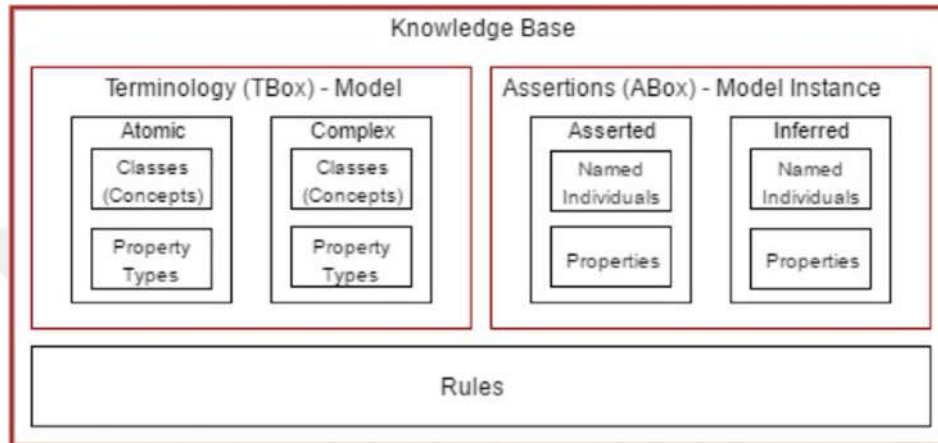 Knowledge Base
Terminology (TBox) - Model
Assertions (ABox) - Model Instance
Atomic
Complex
Asserted
Inferred
Classes
(Concepts)
Classes
(Concepts)
Named
Individuals
Named
Individuals
Property
Types
Property
Types
Properties
Properties
Rules